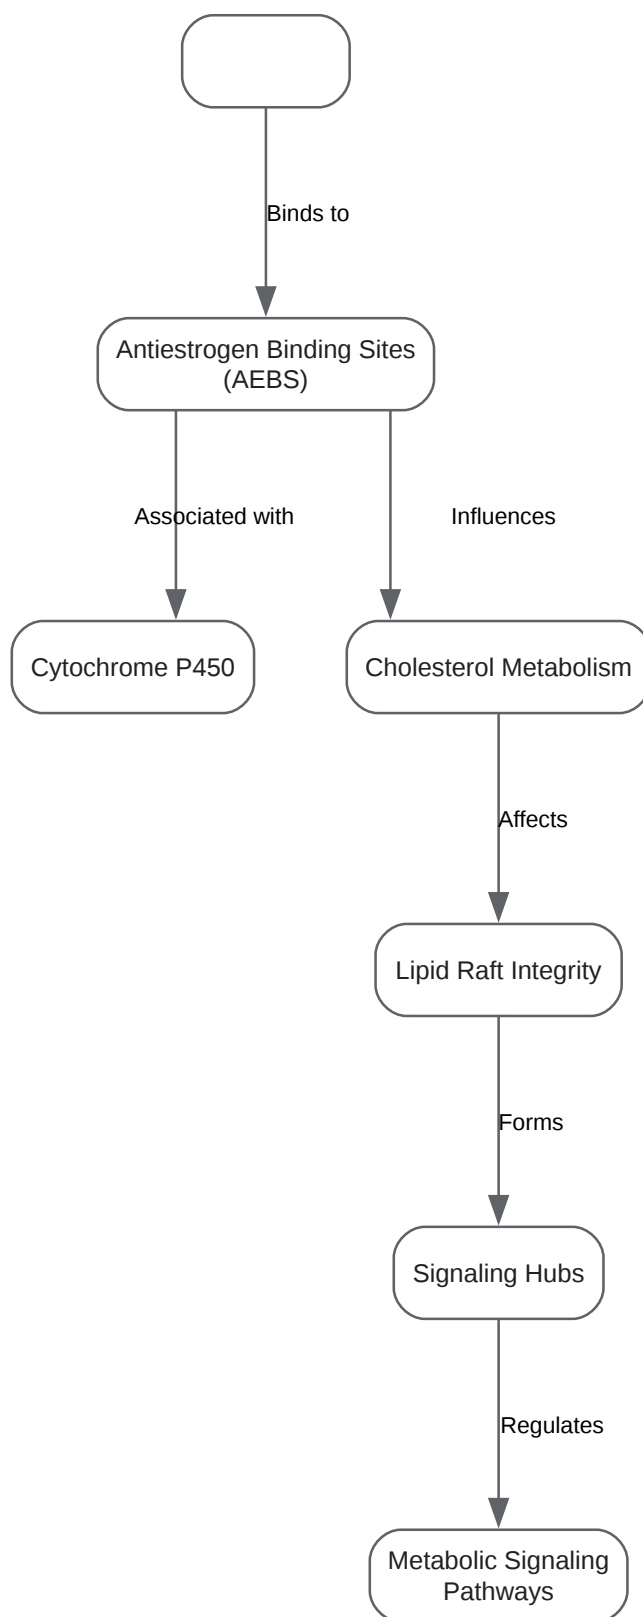 Binds to
Antiestrogen Binding Sites
(AEBS)
Associated with
Influences
Cytochrome P450
Cholesterol Metabolism
Affects
Lipid Raft Integrity
Forms
Signaling Hubs
Regulates
Metabolic Signaling
Pathways